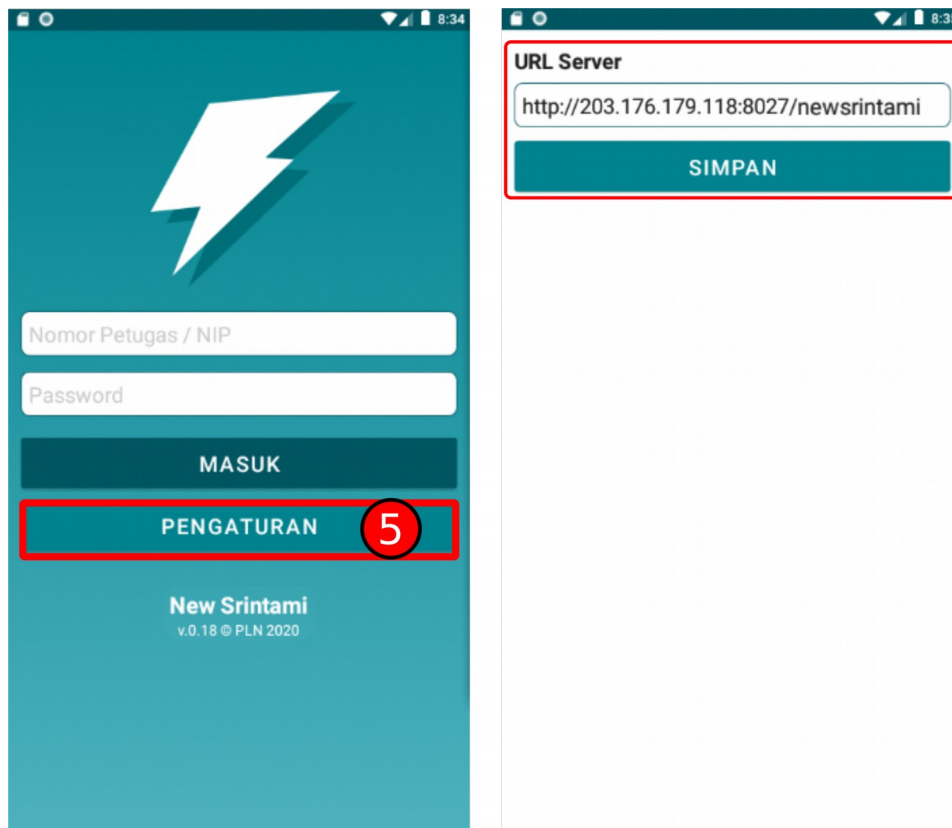 8:34
Nomor Petugas / NIP
Password
MASUK
PENGATURAN
5
New Srintami
v.0.18 © PLN 2020
URL Server
http://203.176.179.118:8027/newsrintami
SIMPAN